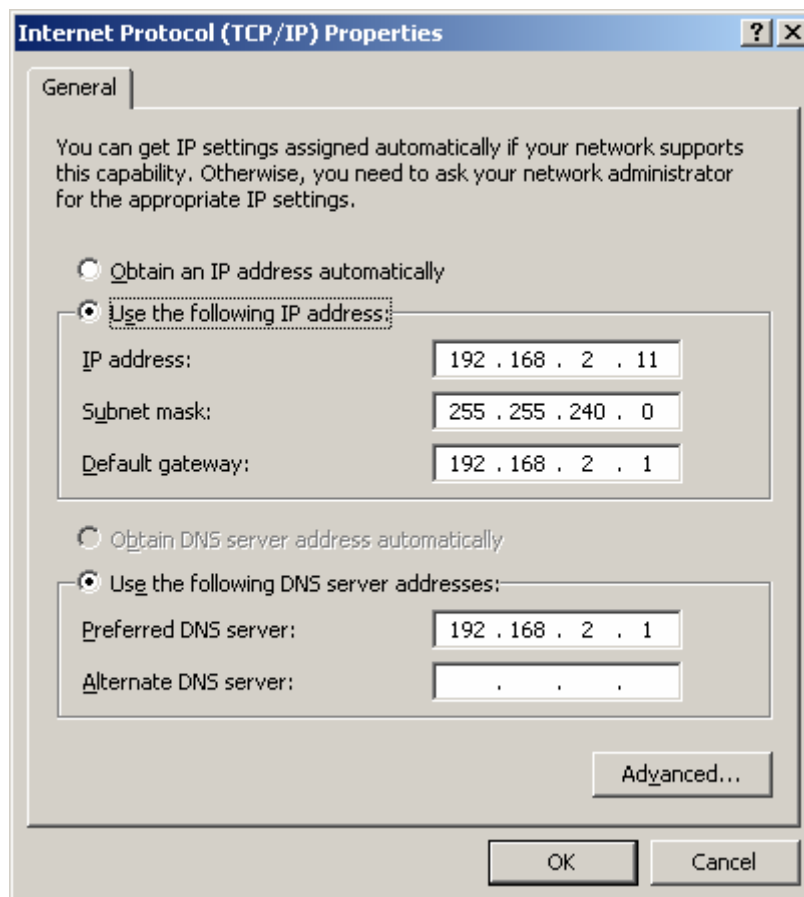 Internet Protocol (TCP/IP) Properties
General
You can get IP settings assigned automatically if your network supports
this capability. Otherwise, you need to ask your network administrator
for the appropriate IP settings.
Obtain an IP address automatically
Use the following IP address:
IP address: 192 . 168 . 2 . 11
Subnet mask: 255 . 255 . 240 . 0
Default gateway: 192 . 168 . 2 . 1
Obtain DNS server address automatically
Use the following DNS server addresses:
Preferred DNS server: 192 . 168 . 2 . 1
Alternate DNS server: . . .
Advanced...
OK Cancel